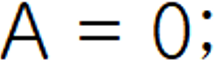 A = 0;